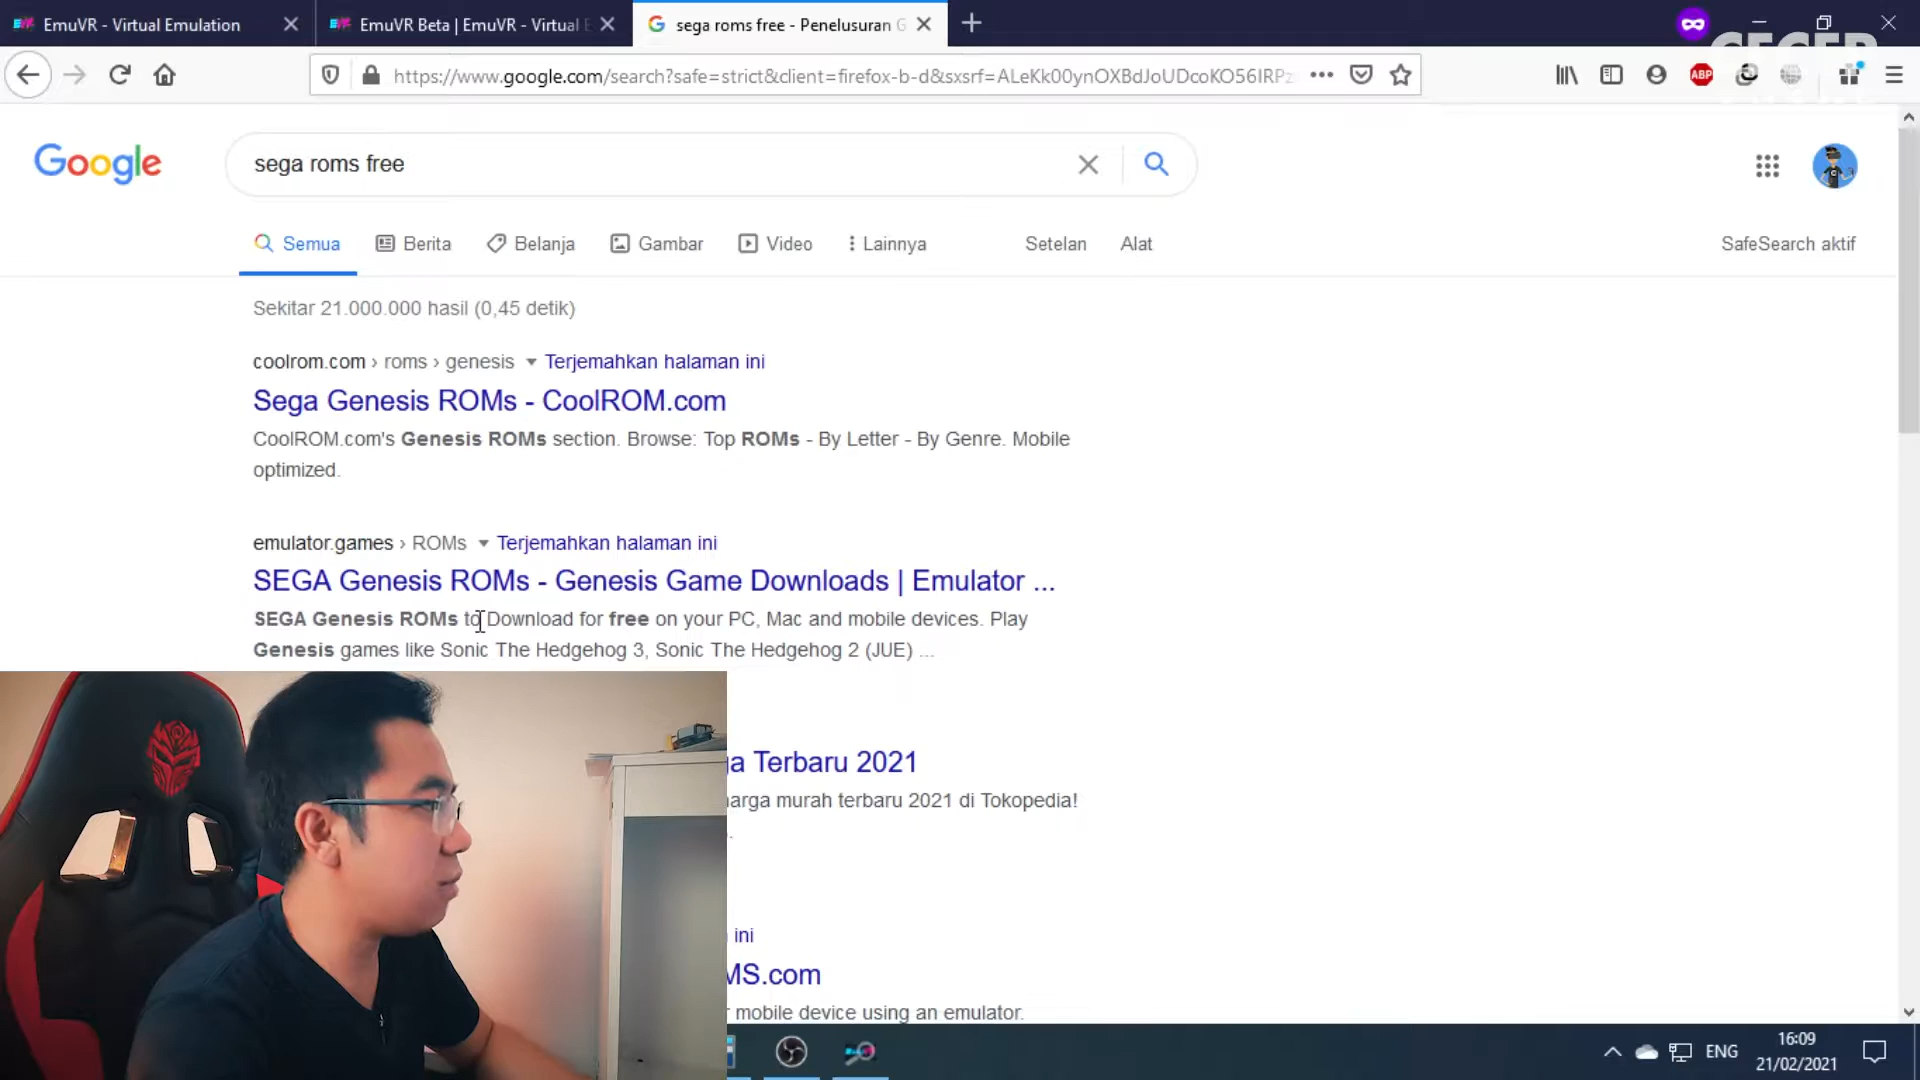 EmuVR - Virtual Emulation
EmuVR Beta | EmuVR - Virtual E
sega roms free - Penelusuran G
https://www.google.com/search?safe=strict&client=firefox-b-d&sxsrf=ALeKk00ynOXBdJoUDcoKO56IRPz
ABP
Google
sega roms free
Semua
Berita
Belanja
Gambar
Video
Lainnya
Setelan
Alat
SafeSearch aktif
Sekitar 21.000.000 hasil (0,45 detik)
coolrom.com › roms › genesis Terjemahkan halaman ini
Sega Genesis ROMs - CoolROM.com
CoolROM.com's Genesis ROMs section. Browse: Top ROMs - By Letter - By Genre. Mobile
optimized.
emulator.games › ROMs Terjemahkan halaman ini
SEGA Genesis ROMs - Genesis Game Downloads | Emulator ...
SEGA Genesis ROMs to Download for free on your PC, Mac and mobile devices. Play
Genesis games like Sonic The Hedgehog 3, Sonic The Hedgehog 2 (JUE) ...
ga Terbaru 2021
arga murah terbaru 2021 di Tokopedia!
ini
MS.com
r mobile device using an emulator.
ENG
16:09
21/02/2021